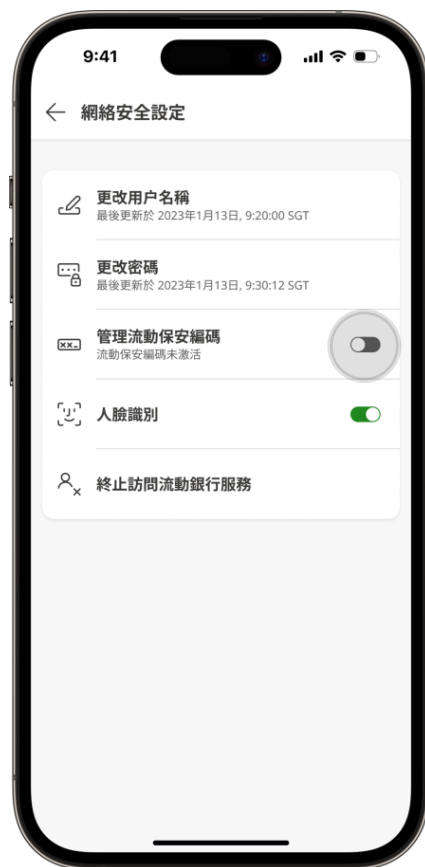 9:41
網絡安全設定
更改用户名稱
最後更新於 2023年1月13日, 9:20:00 SGT
更改密碼
最後更新於 2023年1月13日, 9:30:12 SGT
管理流動保安編碼
流動保安編碼未激活
人臉識別
終止訪問流動銀行服務